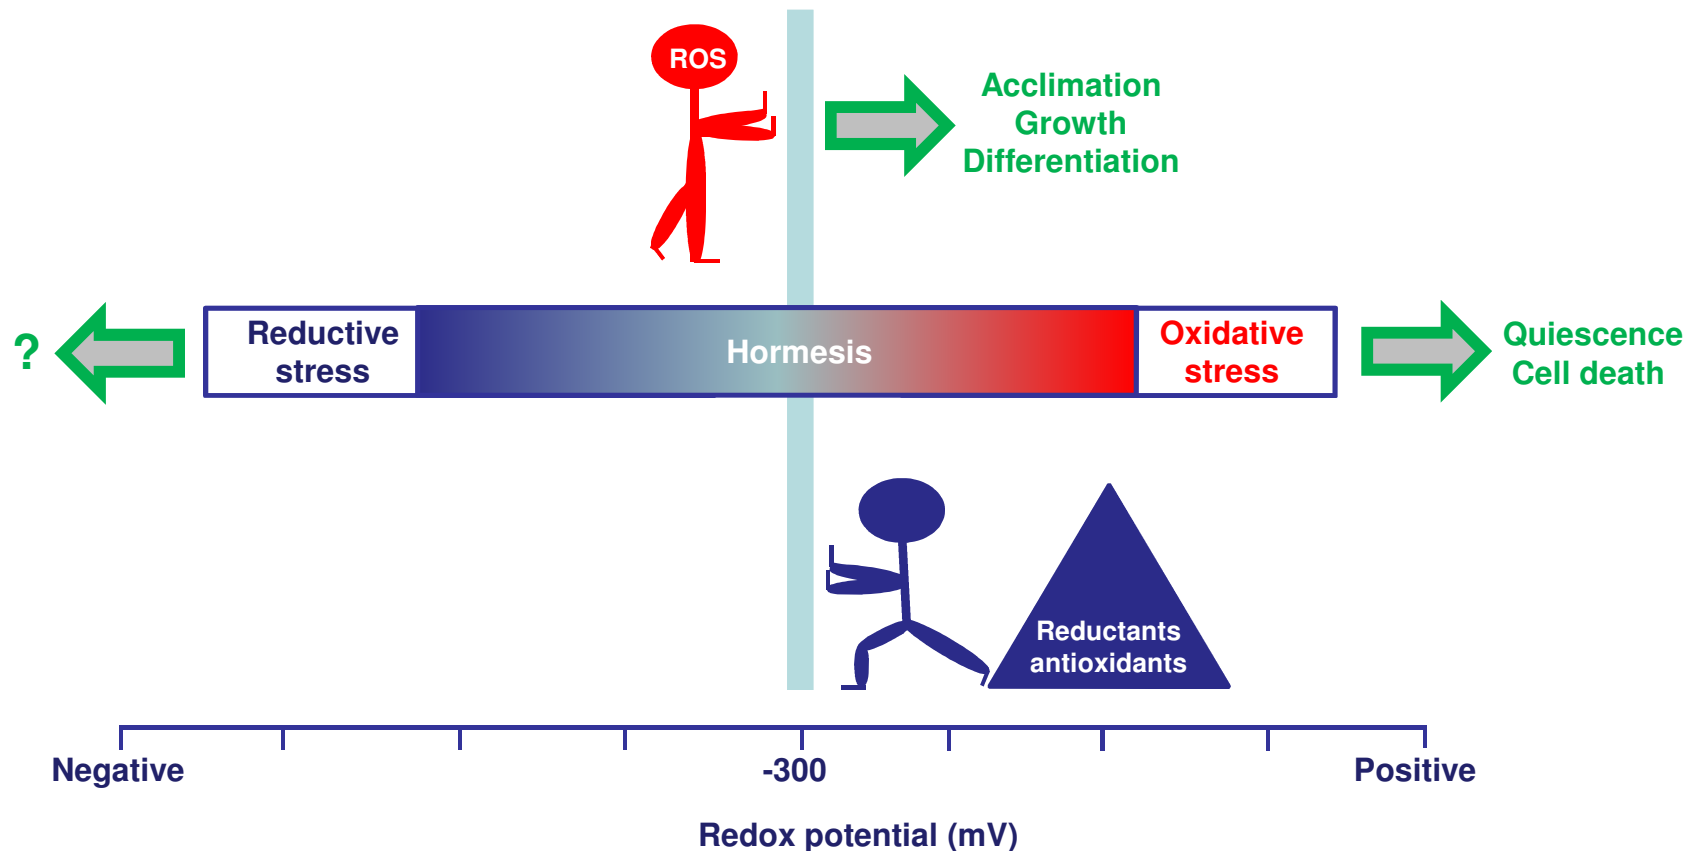 ROS
Acclimation
Growth
Differentiation
?
Reductive
stress
Hormesis
Oxidative
stress
Quiescence
Cell death
Reductants
antioxidants
Negative
-300
Positive
Redox potential (mV)